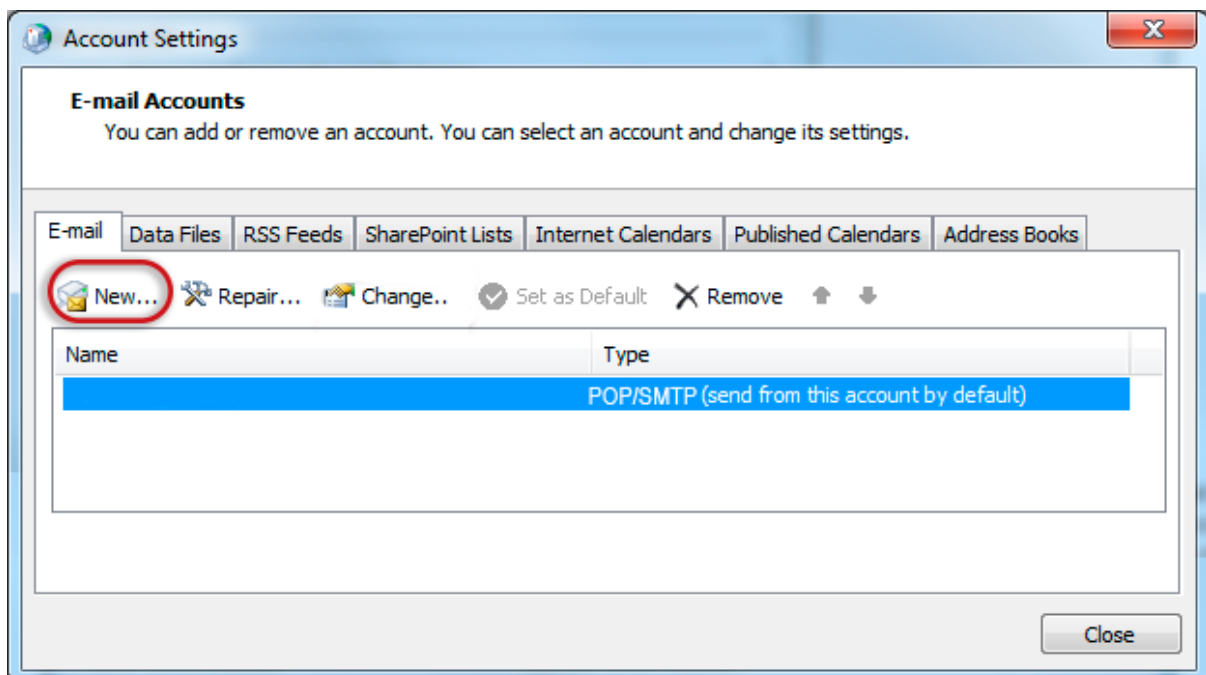 Account Settings
E-mail Accounts
You can add or remove an account. You can select an account and change its settings.
E-mail Data Files RSS Feeds SharePoint Lists Internet Calendars Published Calendars Address Books
New... Repair... Change.. Set as Default Remove
Name Type
POP/SMTP (send from this account by default)
Close